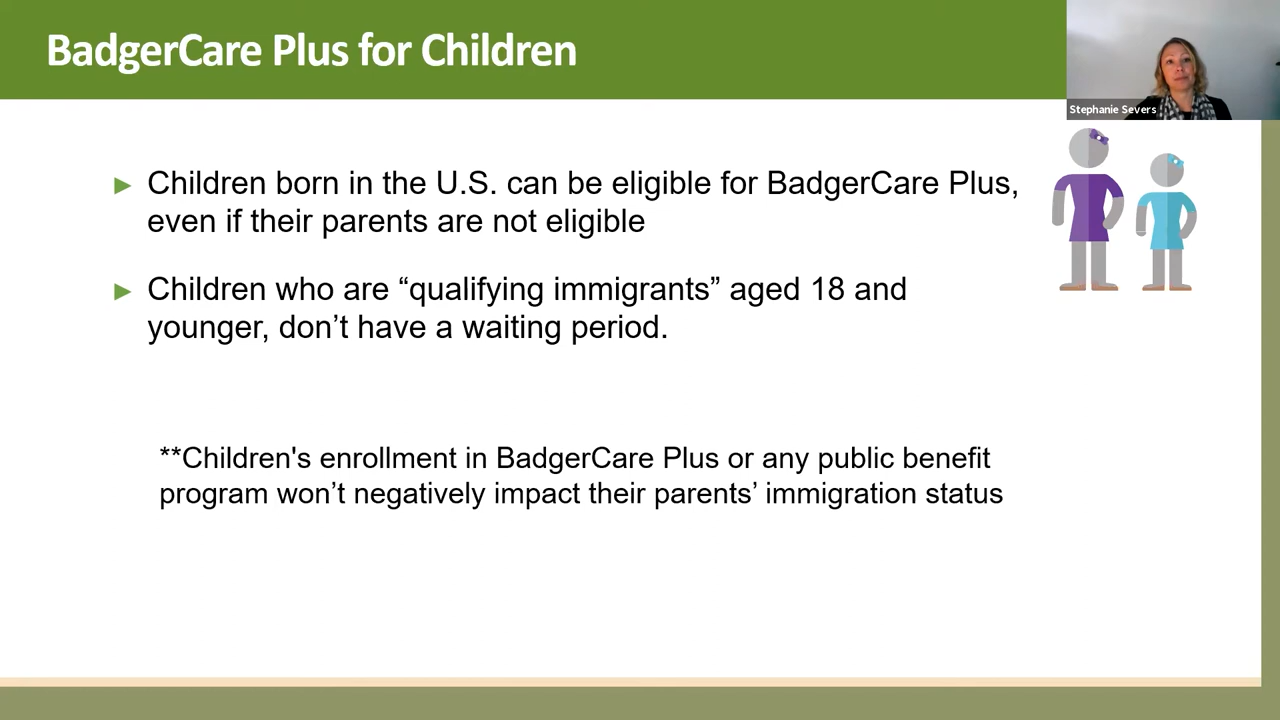 BadgerCare Plus for Children
Stephanie Severs
► Children born in the U.S. can be eligible for BadgerCare Plus,
even if their parents are not eligible
► Children who are “qualifying immigrants” aged 18 and
younger, don’t have a waiting period.
**Children's enrollment in BadgerCare Plus or any public benefit
program won’t negatively impact their parents’ immigration status